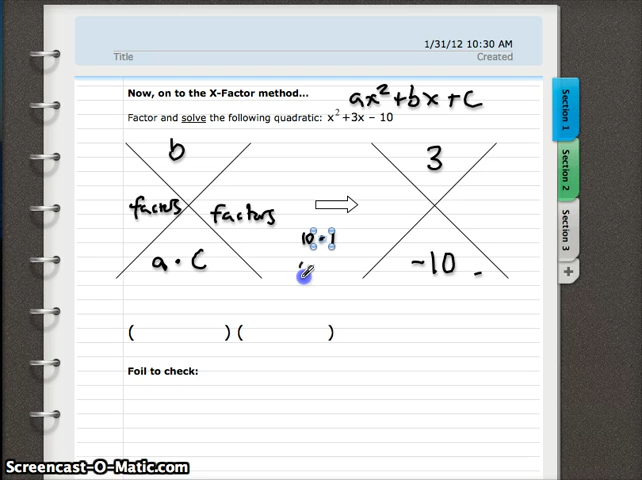 1/31/12 10:30 AM
Title Created
Now, on to the X-Factor method...
ax² + bx + c
Factor and solve the following quadratic: x² +3x − 10
b 3
factors factors
10 · 1
a · c -10
( ) ( )
Foil to check:
Section 1
Section 2
Section 3
Screencast-O-Matic.com